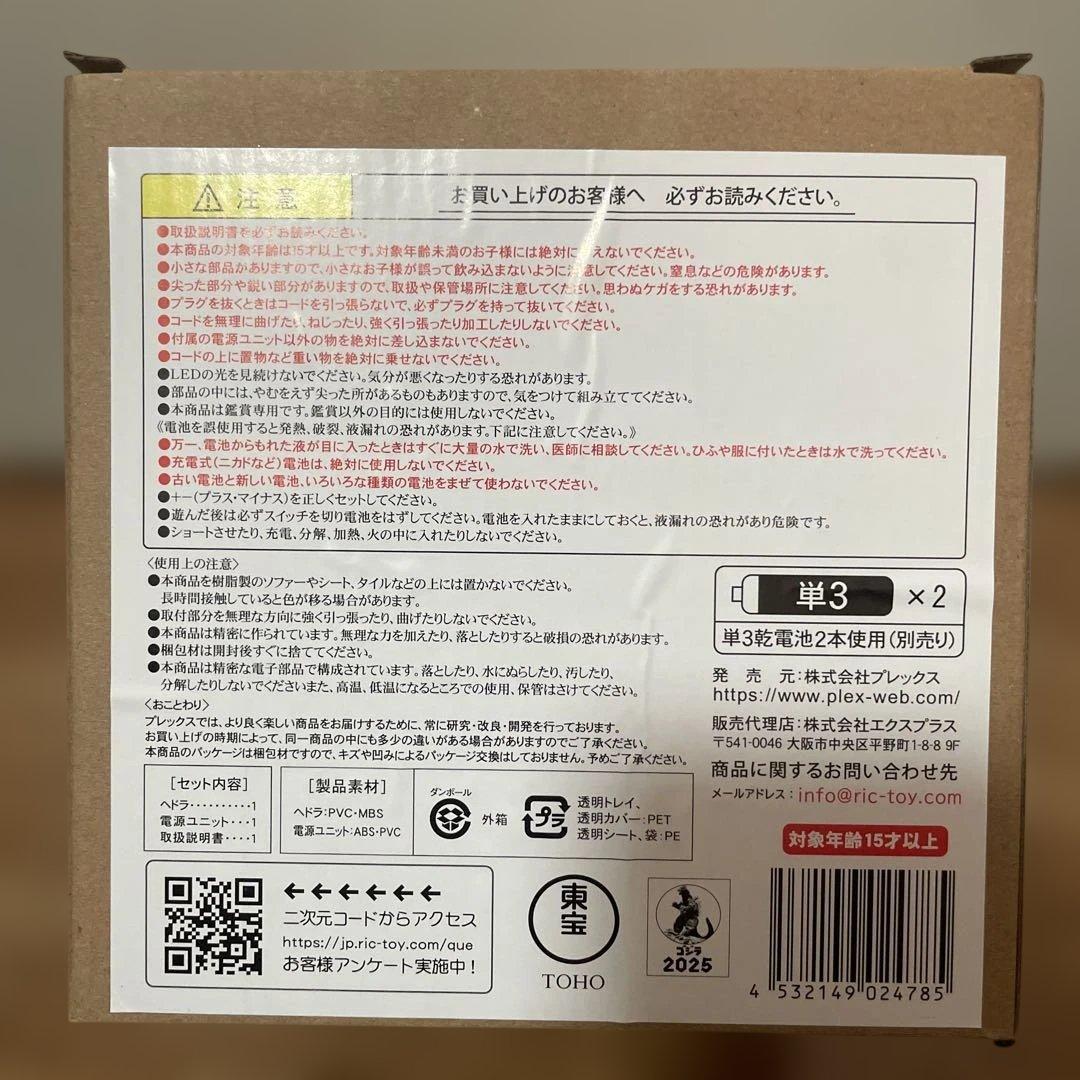 注意
お買い上げのお客様へ 必ずお読みください。
●取扱説明書を必ずお読みください。
●本商品の対象年齢は15才以上です。対象年齢未満のお子様には絶対に与えないでください。
●小さな部品がありますので、小さなお子様が誤って飲み込まないように注意してください。窒息などの危険があります。
●尖った部分や鋭い部分がありますので、取扱や保管場所に注意してください。思わぬケガをする恐れがあります。
●プラグを抜くときはコードを引っ張らないで、必ずプラグを持って抜いてください。
●コードを無理に曲げたり、ねじったり、強く引っ張ったり加工したりしないでください。
●付属の電源ユニット以外の物を絶対に差し込まないでください。
●コードの上に置物など重い物を絶対に乗せないでください。
●LEDの光を見続けないでください。気分が悪くなったりする恐れがあります。
●部品の中には、やむをえず尖った所があるものもありますので、気をつけて組み立ててください。
●本商品は鑑賞専用です。鑑賞以外の目的には使用しないでください。
《電池を誤使用すると発熱、破裂、液漏れの恐れがあります。下記に注意してください。》
●万一、電池からもれた液が目に入ったときはすぐに大量の水で洗い、医師に相談してください。ひふや服に付いたときは水で洗ってください。
●充電式(ニカドなど)電池は、絶対に使用しないでください。
●古い電池と新しい電池、いろいろな種類の電池をまぜて使わないでください。
●＋－(プラス・マイナス)を正しくセットしてください。
●遊んだ後は必ずスイッチを切り電池をはずしてください。電池を入れたままにしておくと、液漏れの恐れがあり危険です。
●ショートさせたり、充電、分解、加熱、火の中に入れたりしないでください。
〈使用上の注意〉
●本商品を樹脂製のソファーやシート、タイルなどの上には置かないでください。
長時間接触していると色が移る場合があります。
●取付部分を無理な方向に強く引っ張ったり、曲げたりしないでください。
●本商品は精密に作られています。無理な力を加えたり、落としたりすると破損の恐れがあります。
●梱包材は開封後すぐに捨ててください。
●本商品は精密な電子部品で構成されています。落としたり、水にぬらしたり、汚したり、
分解したりしないでくださいまた、高温、低温になるところでの使用、保管はさけてください。
〈おことわり〉
プレックスでは、より良く楽しい商品をお届けするために、常に研究・改良・開発を行っております。
お買い上げの時期によって、同一商品の中にも多少の違いがある場合がありますのでご了承ください。
本商品のパッケージは梱包材ですので、キズや凹みによるパッケージ交換はしておりません。予めご了承ください。
単3 ×2
単3乾電池2本使用(別売り)
発売元：株式会社プレックス
https://www.plex-web.com/
販売代理店：株式会社エクスプラス
〒541-0046 大阪市中央区平野町1-8-8 9F
商品に関するお問い合わせ先
メールアドレス：info@ric-toy.com
対象年齢15才以上
［セット内容］
ヘドラ・・・・・・・・・・1
電源ユニット・・・1
取扱説明書・・・・1
［製品素材］
ヘドラ：PVC・MBS
電源ユニット：ABS・PVC
ダンボール
外箱
プラ
透明トレイ、
透明カバー：PET
透明シート、袋：PE
←←←←←←
二次元コードからアクセス
https://jp.ric-toy.com/que
お客様アンケート実施中！
東宝
TOHO
ゴジラ
2025
4 532149 024785